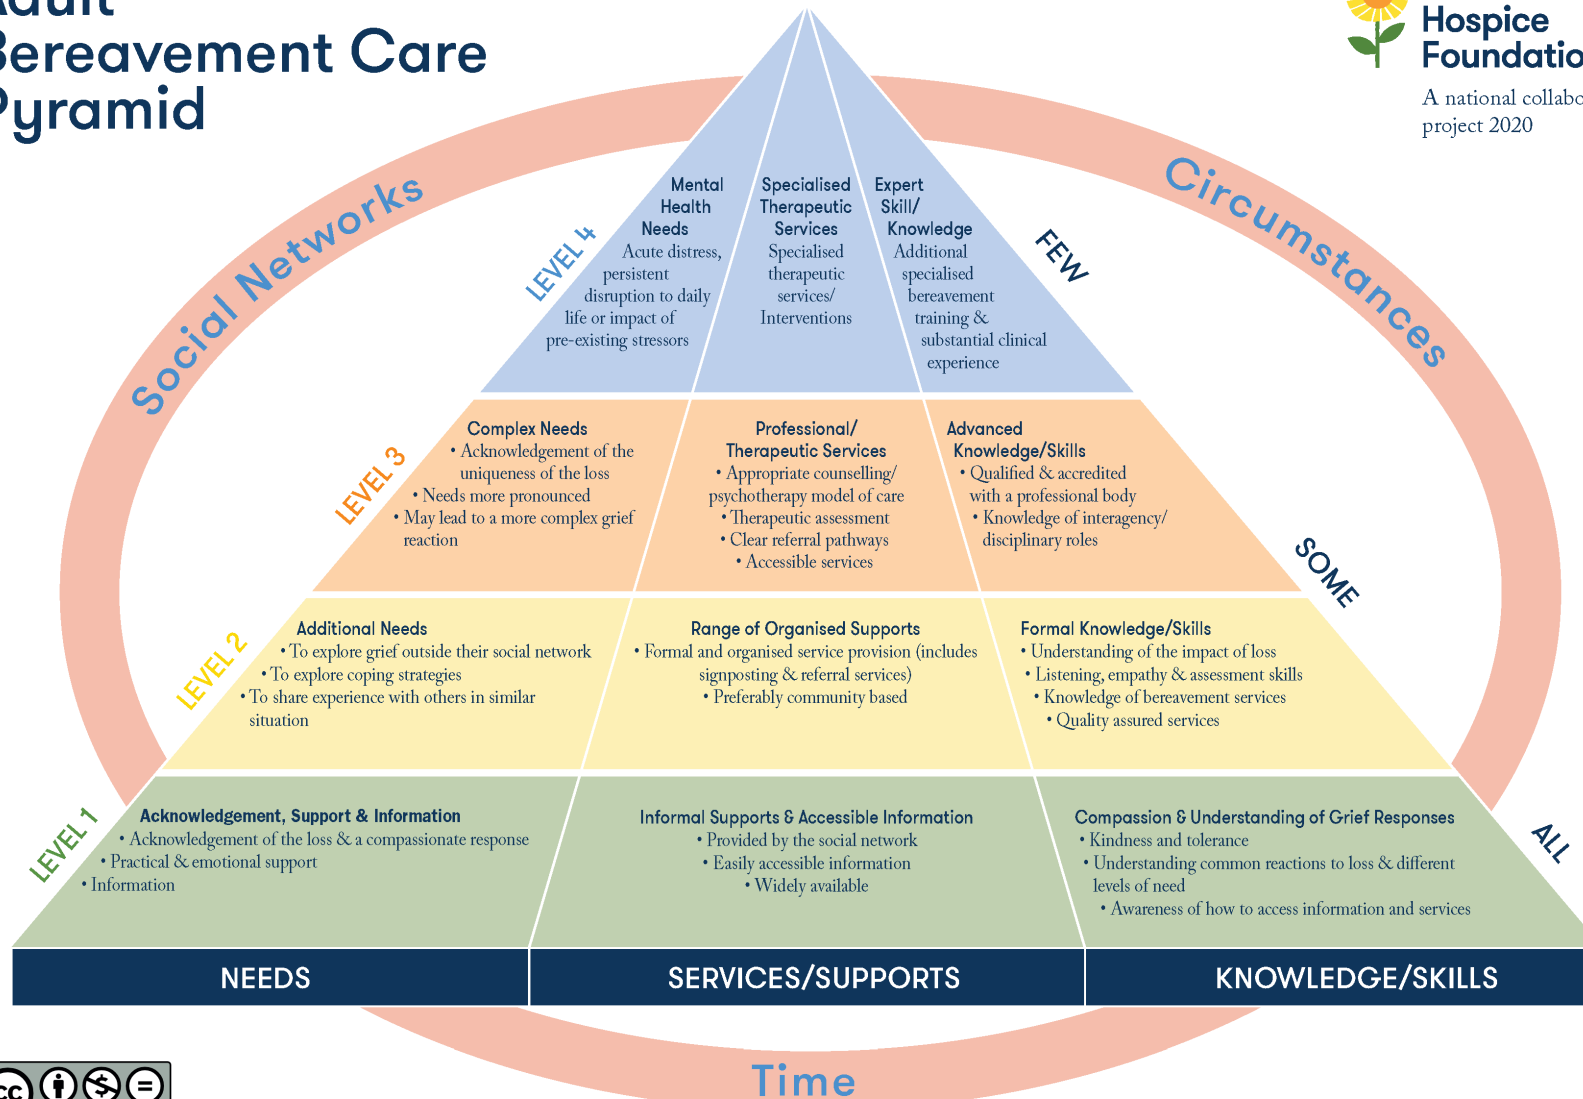 Adult
Bereavement Care
Pyramid
Hospice
Foundatio
A national collabo
project 2020
Social Networks
Circumstances
LEVEL 4
FEW
Mental
Health
Needs
Acute distress,
persistent
disruption to daily
life or impact of
pre-existing stressors
Specialised
Therapeutic
Services
Specialised
therapeutic
services/
Interventions
Expert
Skill/
Knowledge
Additional
specialised
bereavement
training &
substantial clinical
experience
LEVEL 3
SOME
Complex Needs
• Acknowledgement of the
uniqueness of the loss
• Needs more pronounced
• May lead to a more complex grief
reaction
Professional/
Therapeutic Services
• Appropriate counselling/
psychotherapy model of care
• Therapeutic assessment
• Clear referral pathways
• Accessible services
Advanced
Knowledge/Skills
• Qualified & accredited
with a professional body
• Knowledge of interagency/
disciplinary roles
LEVEL 2
Additional Needs
• To explore grief outside their social network
• To explore coping strategies
• To share experience with others in similar
situation
Range of Organised Supports
• Formal and organised service provision (includes
signposting & referral services)
• Preferably community based
Formal Knowledge/Skills
• Understanding of the impact of loss
• Listening, empathy & assessment skills
• Knowledge of bereavement services
• Quality assured services
LEVEL 1
ALL
Acknowledgement, Support & Information
• Acknowledgement of the loss & a compassionate response
• Practical & emotional support
• Information
Informal Supports & Accessible Information
• Provided by the social network
• Easily accessible information
• Widely available
Compassion & Understanding of Grief Responses
• Kindness and tolerance
• Understanding common reactions to loss & different
levels of need
• Awareness of how to access information and services
NEEDS
SERVICES/SUPPORTS
KNOWLEDGE/SKILLS
Time
cc